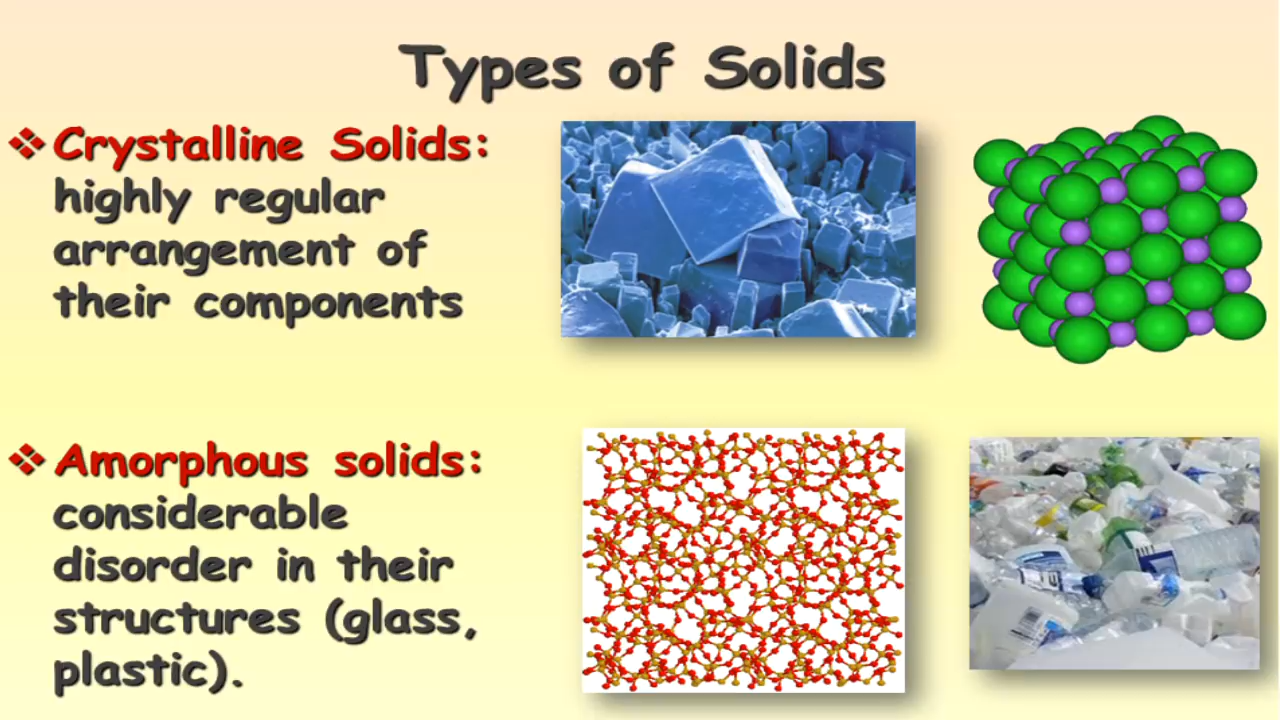 Types of Solids
❖Crystalline Solids:
highly regular
arrangement of
their components
❖Amorphous solids:
considerable
disorder in their
structures (glass,
plastic).